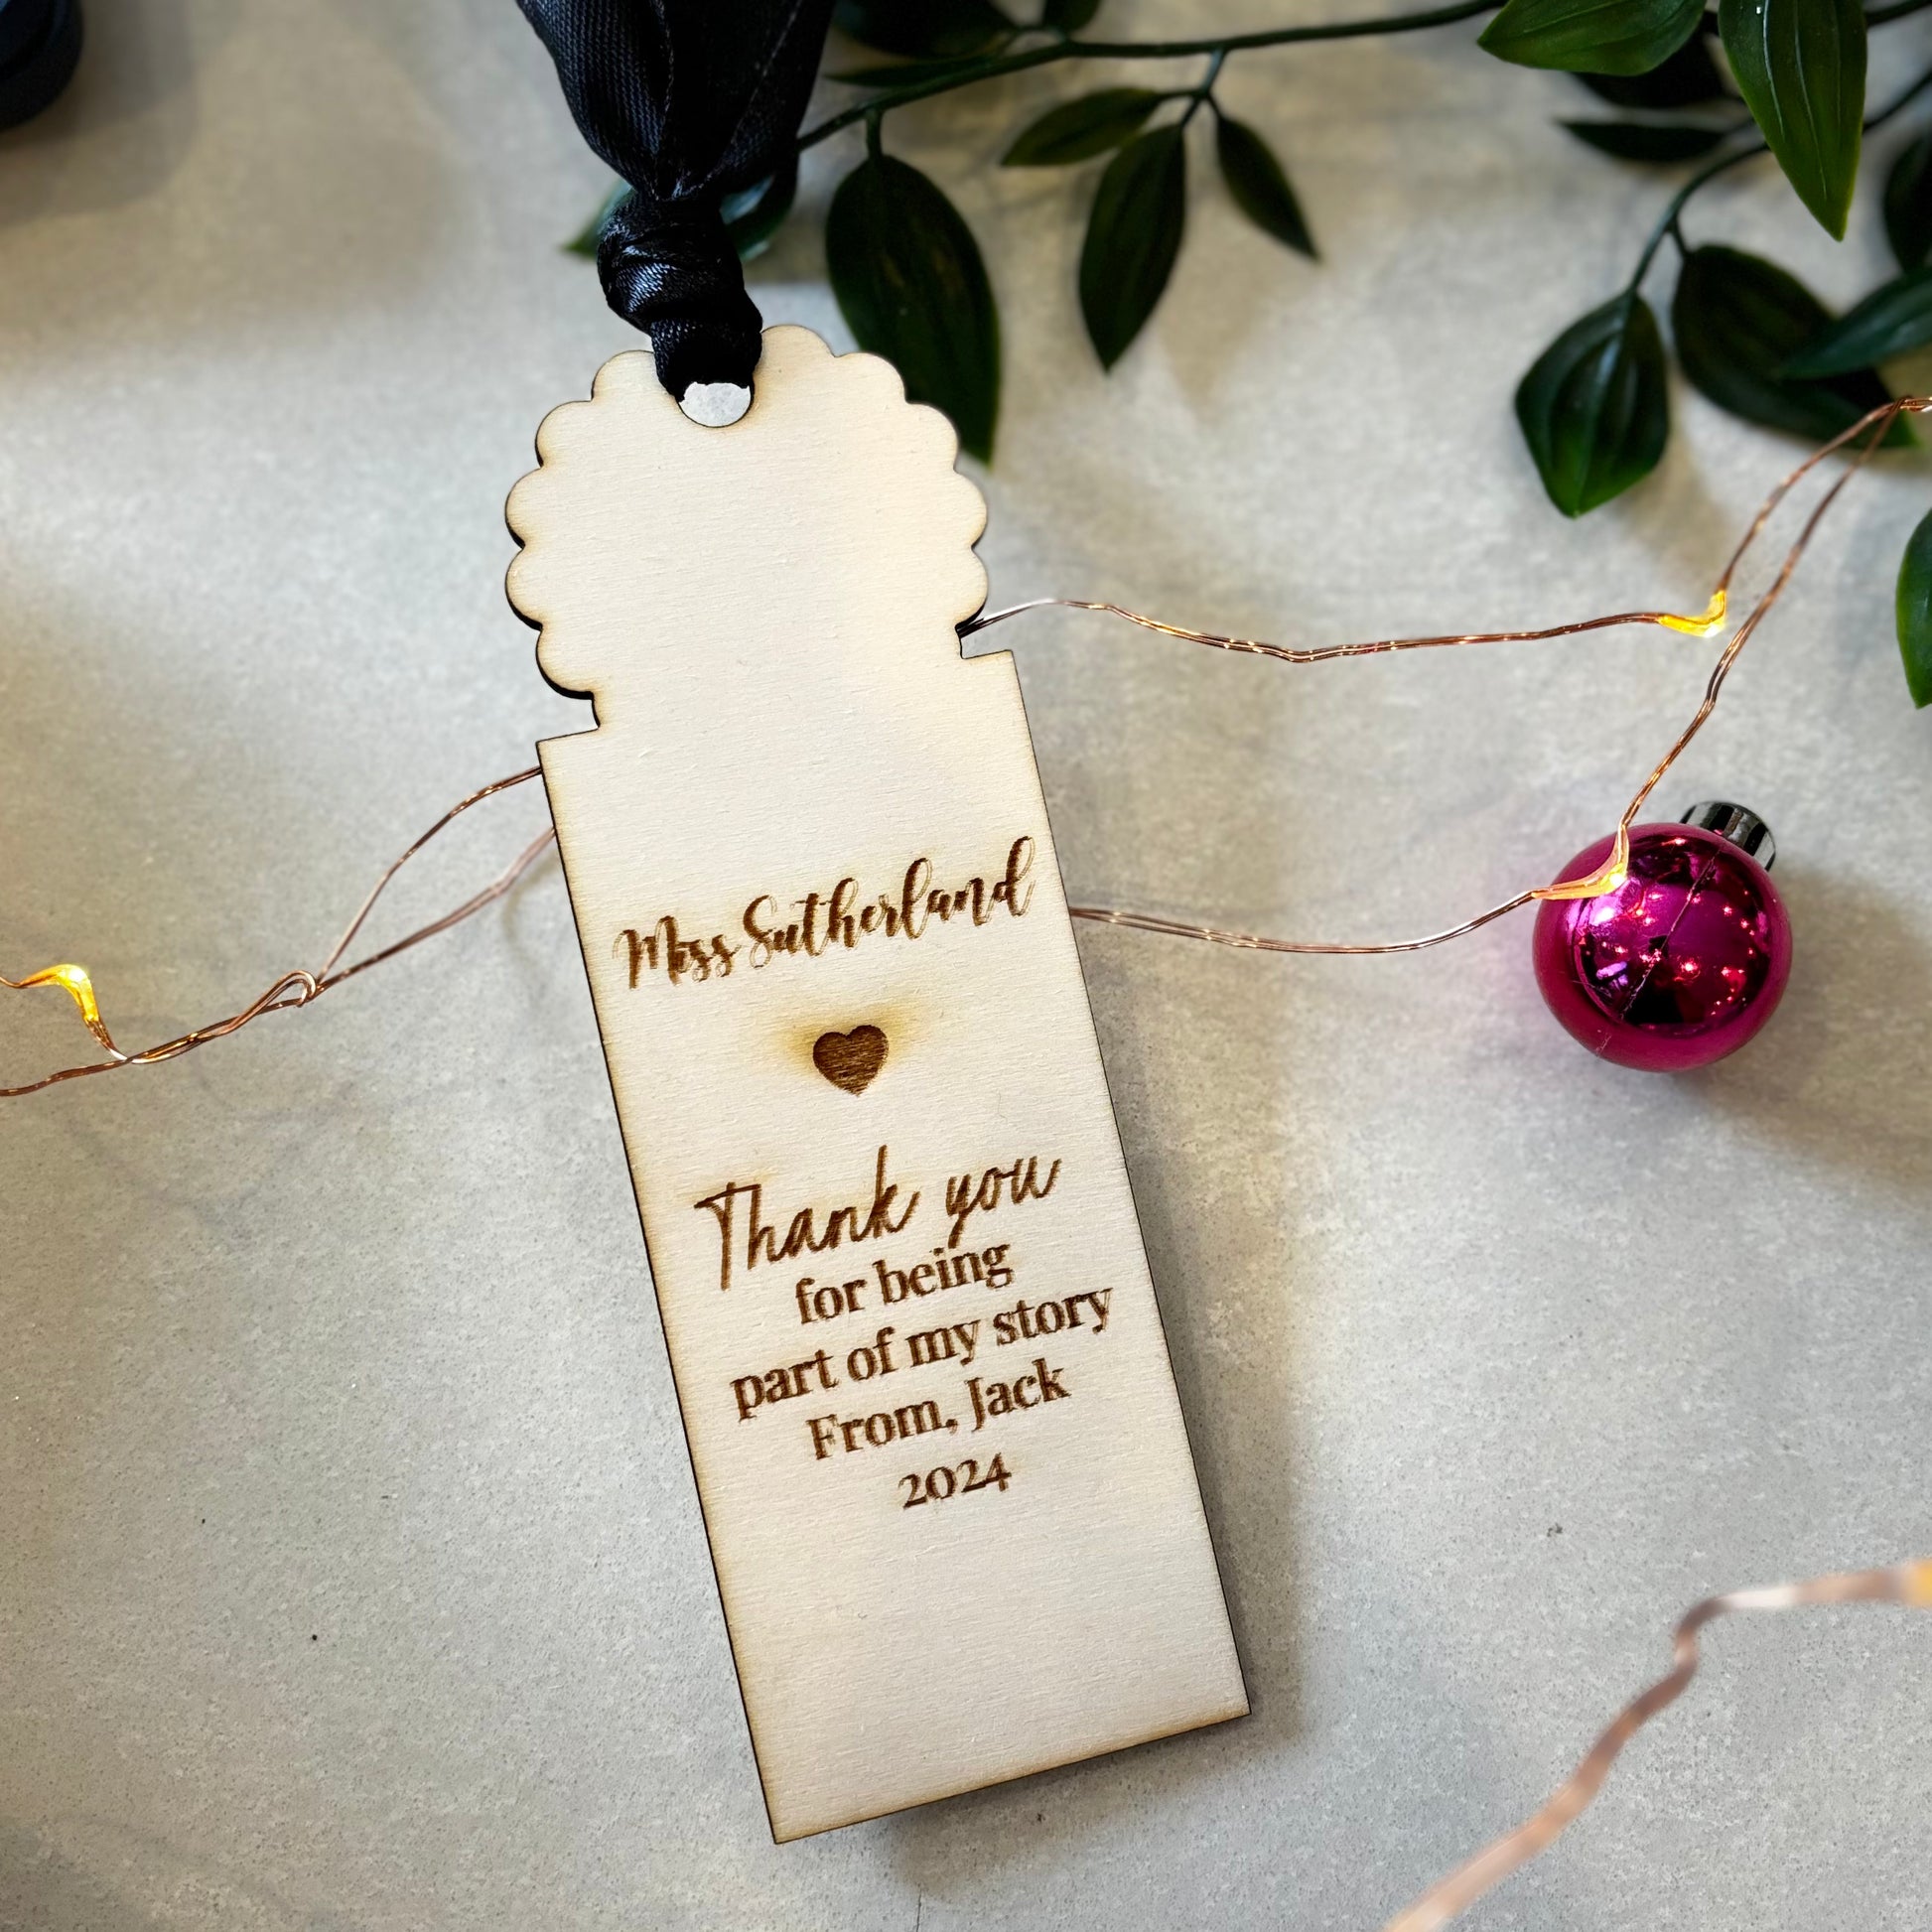 Miss Sutherland
Thank you
for being
part of my story
From, Jack
2024